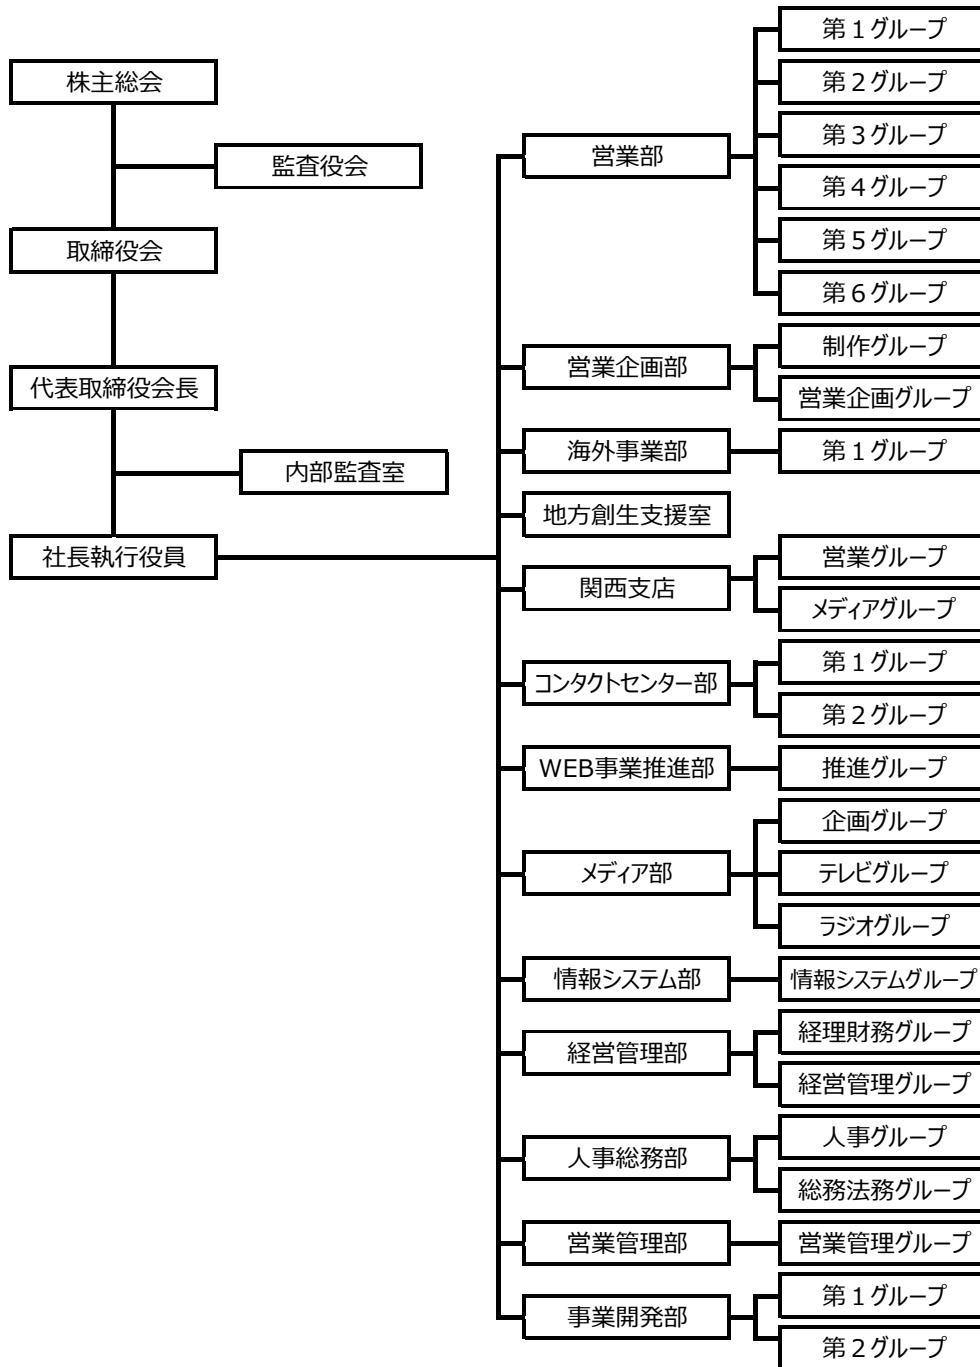 株主総会
監査役会
取締役会
代表取締役会長
内部監査室
社長執行役員
営業部
第１グループ
第２グループ
第３グループ
第４グループ
第５グループ
第６グループ
営業企画部
制作グループ
営業企画グループ
海外事業部
第１グループ
地方創生支援室
関西支店
営業グループ
メディアグループ
コンタクトセンター部
第１グループ
第２グループ
WEB事業推進部
推進グループ
メディア部
企画グループ
テレビグループ
ラジオグループ
情報システム部
情報システムグループ
経営管理部
経理財務グループ
経営管理グループ
人事総務部
人事グループ
総務法務グループ
営業管理部
営業管理グループ
事業開発部
第１グループ
第２グループ